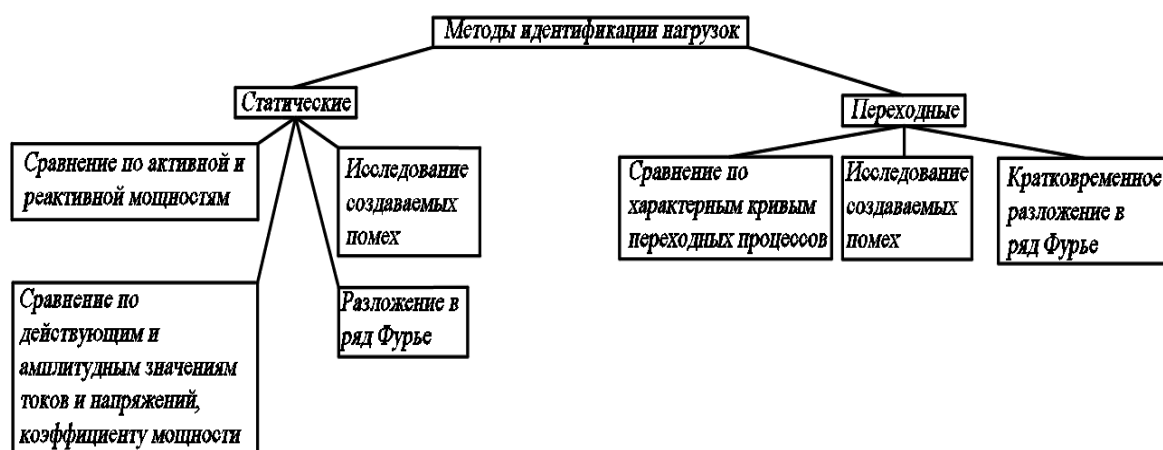 Методы идентификации нагрузок
Статические
Переходные
Сравнение по активной и
реактивной мощностям
Исследование
создаваемых
помех
Сравнение по
действующим и
амплитудным значениям
токов и напряжений,
коэффициенту мощности
Разложение в
ряд Фурье
Сравнение по
характерным кривым
переходных процессов
Исследование
создаваемых
помех
Кратковременное
разложение в
ряд Фурье